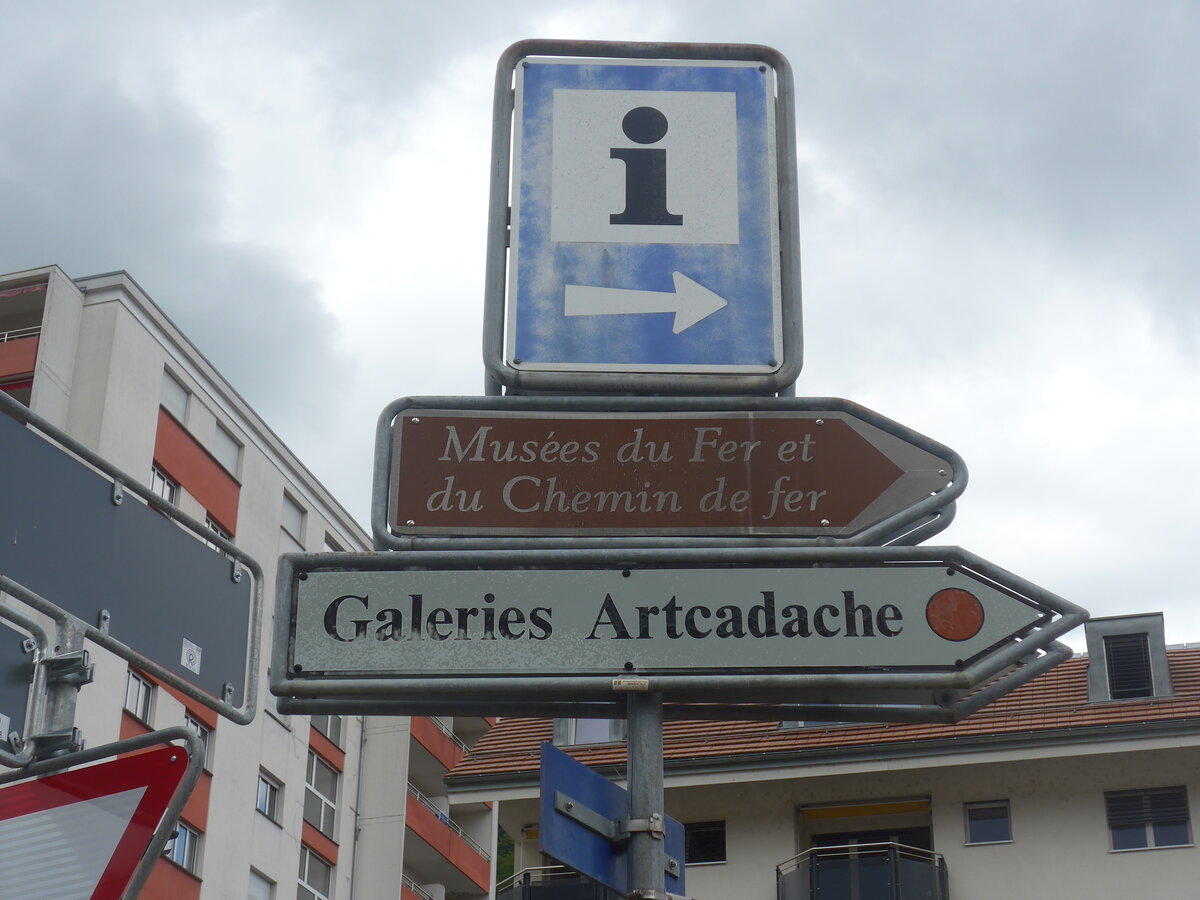 i
Musées du Fer et
du Chemin de fer
Galeries Artcadache